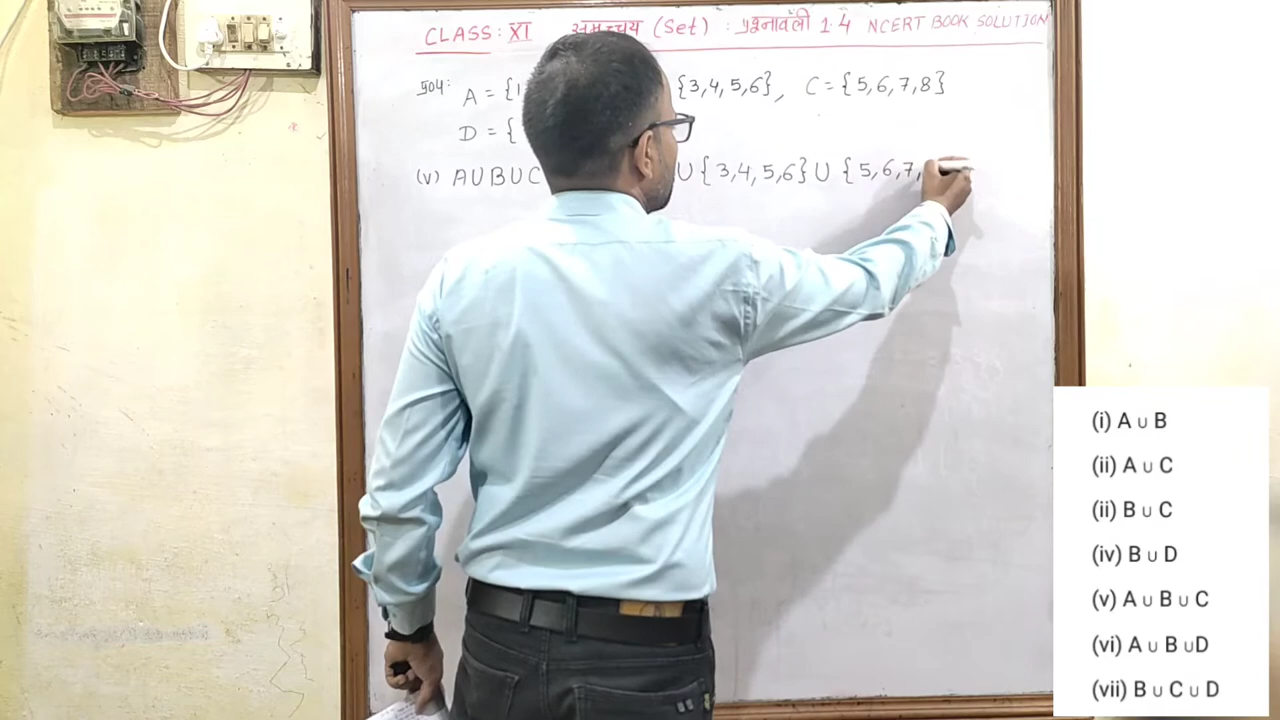 CLASS: XI समुच्चय (Set) : प्रश्नावली 1.4 NCERT BOOK SOLUTION
प्र04: A = {1 {3,4,5,6}, C = {5,6,7,8}
D = {
(v) A∪B∪C ∪ {3,4,5,6} ∪ {5,6,7,
(i) A ∪ B
(ii) A ∪ C
(ii) B ∪ C
(iv) B ∪ D
(v) A ∪ B ∪ C
(vi) A ∪ B ∪D
(vii) B ∪ C ∪ D